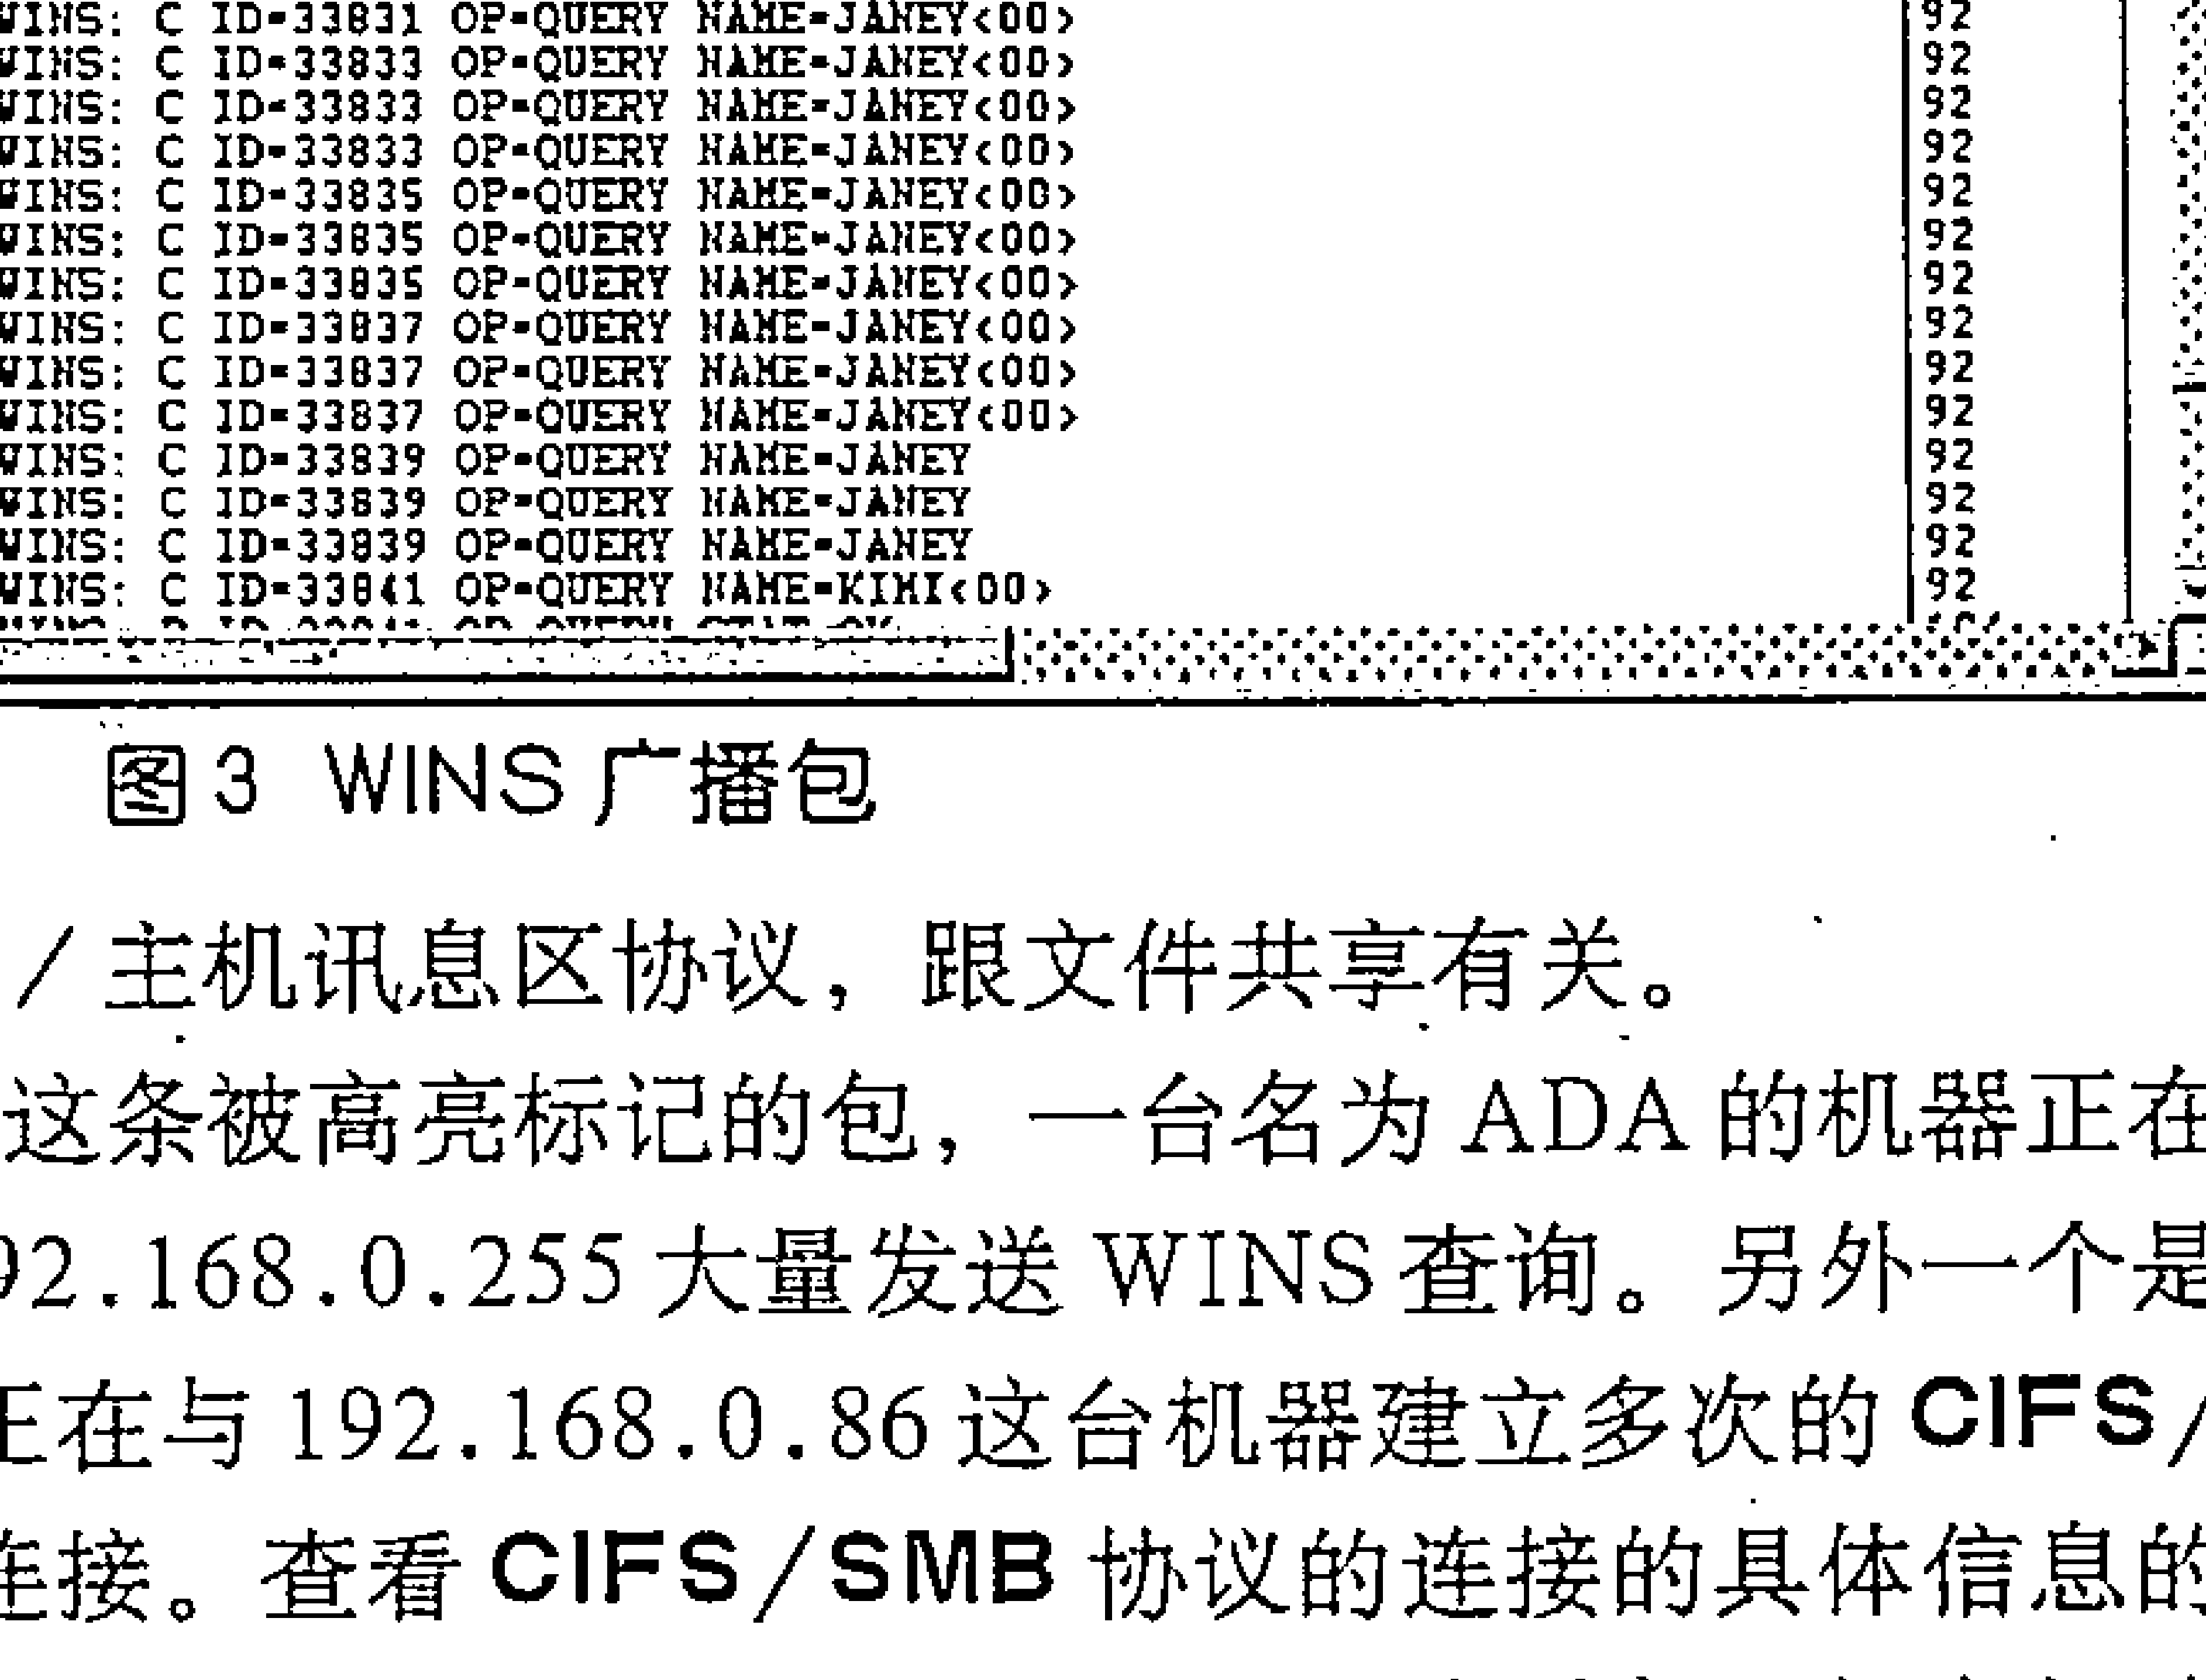 WINS: C ID=33831 OP=QUERY NAME=JANEY<00> 92
WINS: C ID=33833 OP=QUERY NAME=JANEY<00> 92
WINS: C ID=33833 OP=QUERY NAME=JANEY<00> 92
WINS: C ID=33833 OP=QUERY NAME=JANEY<00> 92
WINS: C ID=33835 OP=QUERY NAME=JANEY<00> 92
WINS: C ID=33835 OP=QUERY NAME=JANEY<00> 92
WINS: C ID=33835 OP=QUERY NAME=JANEY<00> 92
WINS: C ID=33837 OP=QUERY NAME=JANEY<00> 92
WINS: C ID=33837 OP=QUERY NAME=JANEY<00> 92
WINS: C ID=33837 OP=QUERY NAME=JANEY<00> 92
WINS: C ID=33839 OP=QUERY NAME=JANEY 92
WINS: C ID=33839 OP=QUERY NAME=JANEY 92
WINS: C ID=33839 OP=QUERY NAME=JANEY 92
WINS: C ID=33841 OP=QUERY NAME=KIMI<00> 92
图3 WINS广播包
/主机讯息区协议，跟文件共享有关。
这条被高亮标记的包，一台名为 ADA 的机器正在
92.168.0.255大量发送 WINS查询。另外一个是
正在与192.168.0.86这台机器建立多次的CIFS/
连接。查看CIFS/SMB协议的连接的具体信息的